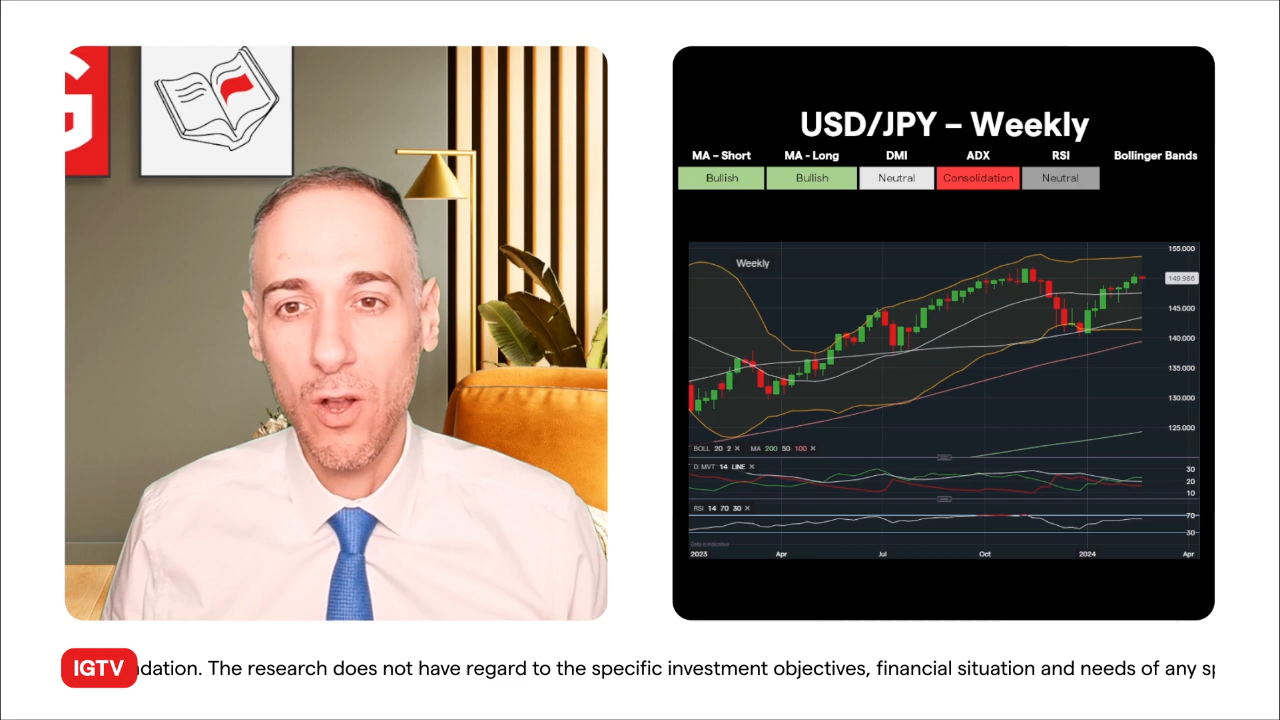 G
USD/JPY – Weekly
MA – Short MA - Long DMI ADX RSI Bollinger Bands
Bullish Bullish Neutral Consolidation Neutral
Weekly
155.000
149.986
145.000
140.000
135.000
130.000
125.000
BOLL 20 2 × MA 200 50 100 ×
D. MVT 14 LINE ×
30
20
10
RSI 14 70 30 ×
70
30
Data is indicative
2023 Apr Jul Oct 2024 Apr
IGTV dation. The research does not have regard to the specific investment objectives, financial situation and needs of any sp